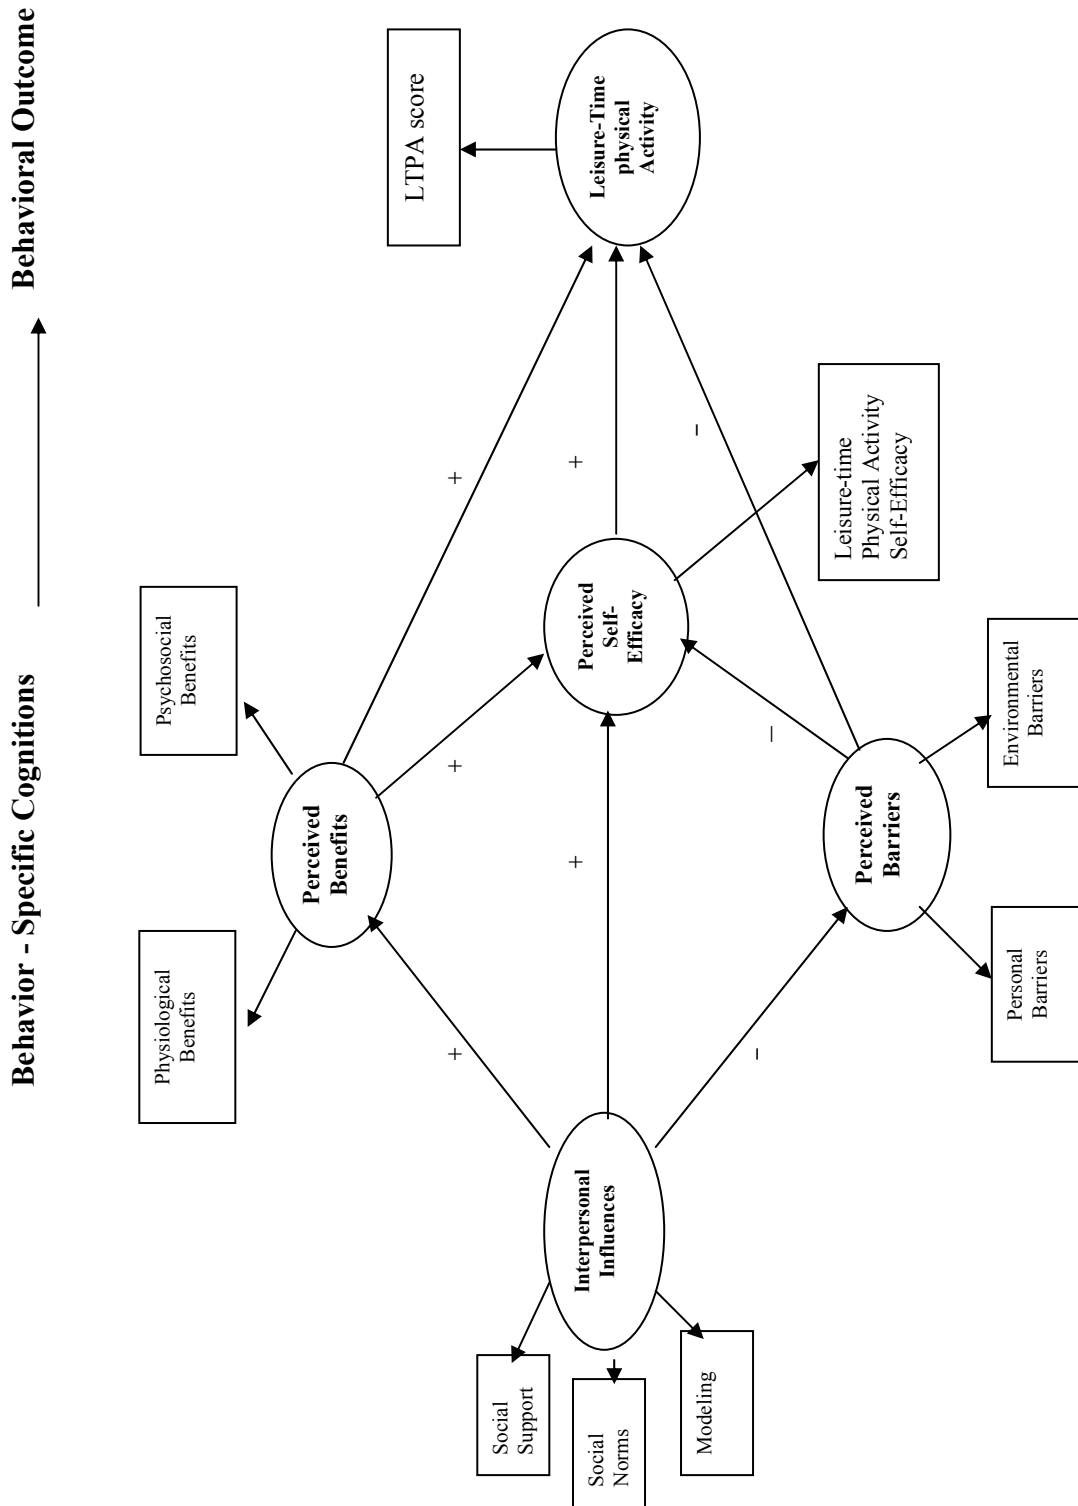 Behavior - Specific Cognitions
Behavioral Outcome
Physiological
Benefits
Psychosocial
Benefits
Perceived
Benefits
LTPA score
+
+
+
Social
Support
Social
Norms
Modeling
Interpersonal
Influences
+
+
Perceived
Self-
Efficacy
Leisure-Time
physical
Activity
–
–
–
Leisure-time
Physical Activity
Self-Efficacy
Perceived
Barriers
Personal
Barriers
Environmental
Barriers